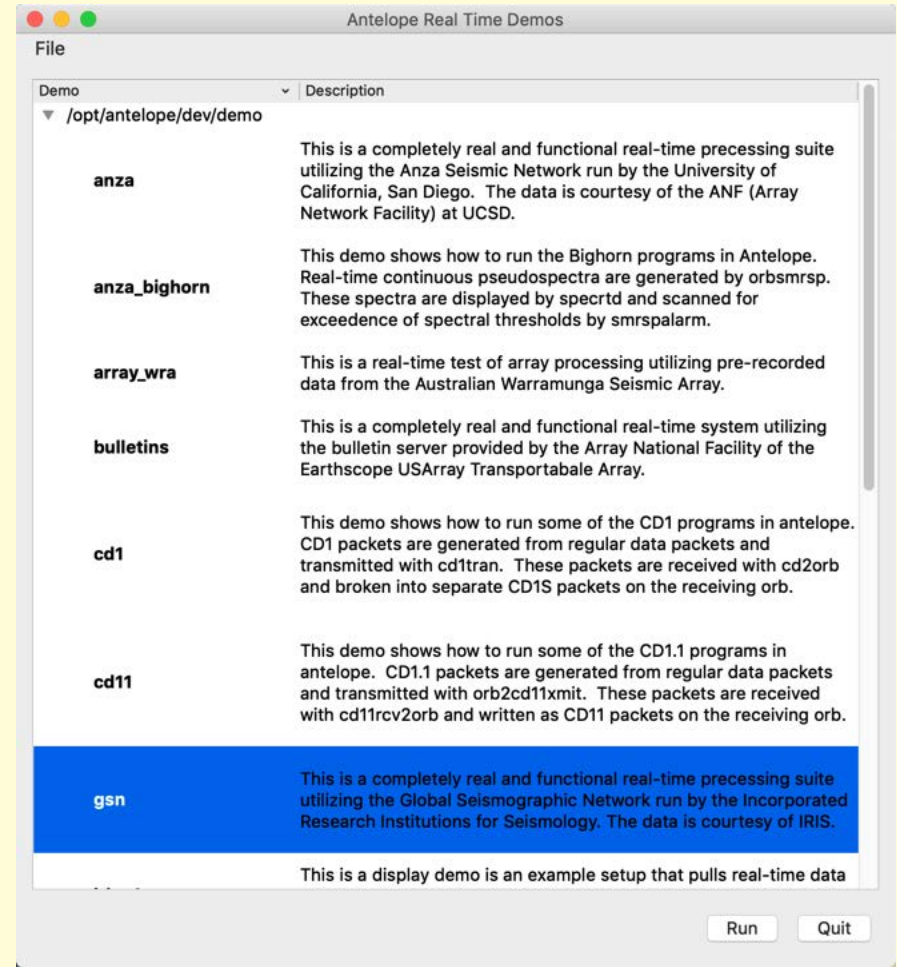 Antelope Real Time Demos
File
Demo
Description
/opt/antelope/dev/demo
anza
This is a completely real and functional real-time precessing suite
utilizing the Anza Seismic Network run by the University of
California, San Diego. The data is courtesy of the ANF (Array
Network Facility) at UCSD.
anza_bighorn
This demo shows how to run the Bighorn programs in Antelope.
Real-time continuous pseudospectra are generated by orbsmrsp.
These spectra are displayed by specrtd and scanned for
exceedence of spectral thresholds by smrspalarm.
array_wra
This is a real-time test of array processing utilizing pre-recorded
data from the Australian Warramunga Seismic Array.
bulletins
This is a completely real and functional real-time system utilizing
the bulletin server provided by the Array National Facility of the
Earthscope USArray Transportabale Array.
cd1
This demo shows how to run some of the CD1 programs in antelope.
CD1 packets are generated from regular data packets and
transmitted with cd1tran. These packets are received with cd2orb
and broken into separate CD1S packets on the receiving orb.
cd11
This demo shows how to run some of the CD1.1 programs in
antelope. CD1.1 packets are generated from regular data packets
and transmitted with orb2cd11xmit. These packets are received
with cd11rcv2orb and written as CD11 packets on the receiving orb.
gsn
This is a completely real and functional real-time precessing suite
utilizing the Global Seismographic Network run by the Incorporated
Research Institutions for Seismology. The data is courtesy of IRIS.
This is a display demo is an example setup that pulls real-time data
Run
Quit